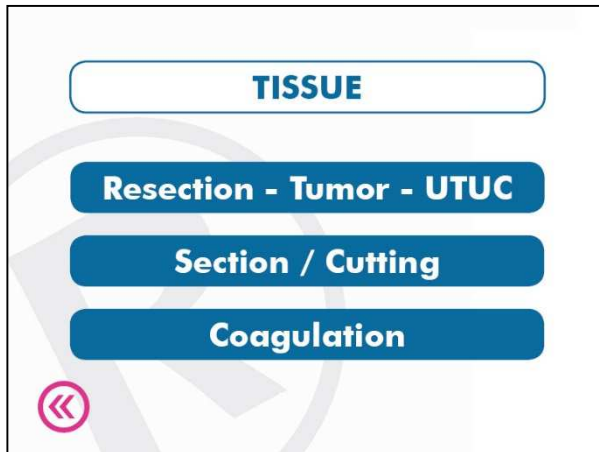 TISSUE
Resection - Tumor - UTUC
Section / Cutting
Coagulation